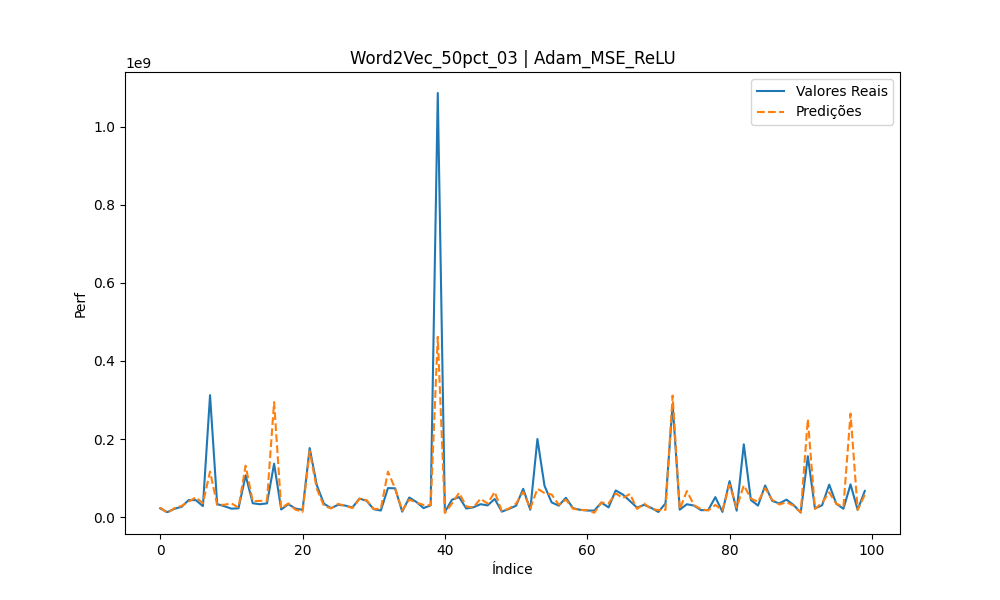 Word2Vec_50pct_03 | Adam_MSE_ReLU
1e9
Valores Reais
Predições
1.0
0.8
0.6
0.4
0.2
0.0
Perf
0 20 40 60 80 100
Índice